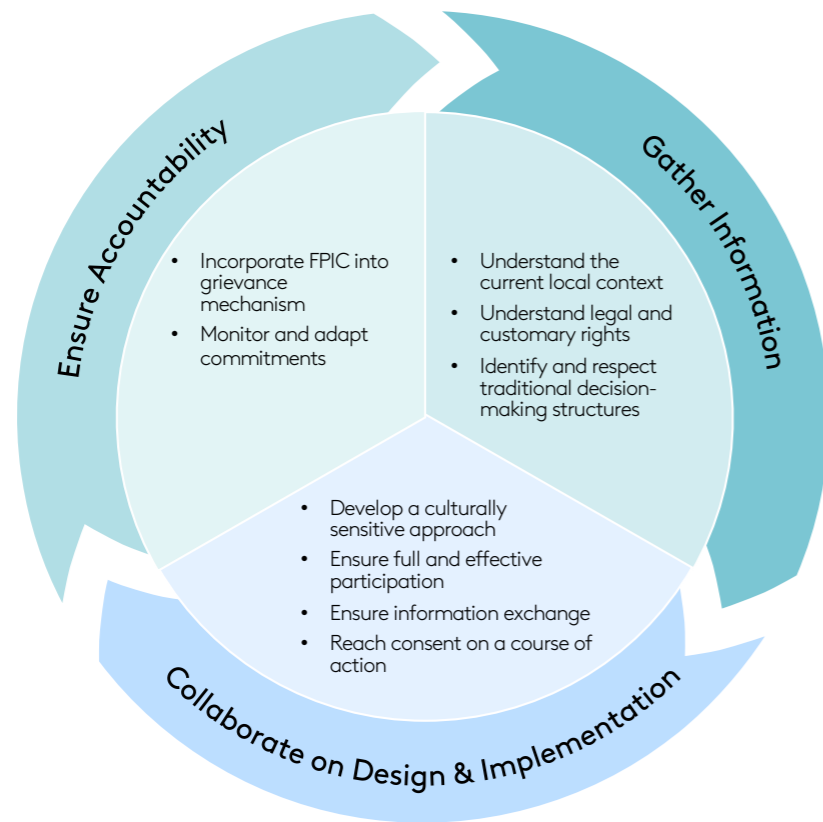 Ensure Accountability
• Incorporate FPIC into
grievance
mechanism
• Monitor and adapt
commitments
Gather Information
• Understand the
current local context
• Understand legal and
customary rights
• Identify and respect
traditional decision-
making structures
• Develop a culturally
sensitive approach
• Ensure full and effective
participation
• Ensure information exchange
• Reach consent on a course of
action
Collaborate on Design & Implementation